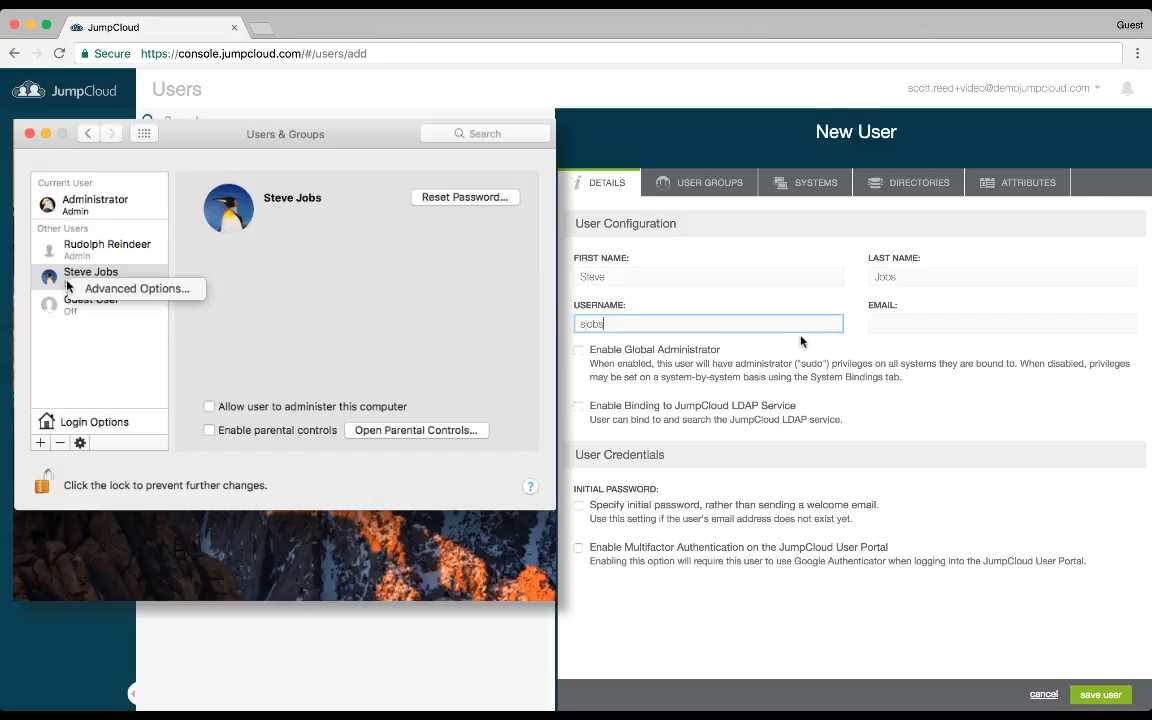 JumpCloud
Guest
Secure https://console.jumpcloud.com/#/users/add
JumpCloud
Users
scott.reed+video@demojumpcloud.com
Users & Groups
Search
Current User
Administrator
Admin
Other Users
Rudolph Reindeer
Admin
Steve Jobs
Advanced Options...
Guest User
Off
Login Options
Steve Jobs
Reset Password...
Allow user to administer this computer
Enable parental controls
Open Parental Controls...
Click the lock to prevent further changes.
?
New User
DETAILS
USER GROUPS
SYSTEMS
DIRECTORIES
ATTRIBUTES
User Configuration
FIRST NAME:
LAST NAME:
Steve
Jobs
USERNAME:
EMAIL:
sjobs
Enable Global Administrator
When enabled, this user will have administrator ("sudo") privileges on all systems they are bound to. When disabled, privileges
may be set on a system-by-system basis using the System Bindings tab.
Enable Binding to JumpCloud LDAP Service
User can bind to and search the JumpCloud LDAP service.
User Credentials
INITIAL PASSWORD:
Specify initial password, rather than sending a welcome email.
Use this setting if the user's email address does not exist yet.
Enable Multifactor Authentication on the JumpCloud User Portal
Enabling this option will require this user to use Google Authenticator when logging into the JumpCloud User Portal.
cancel
save user